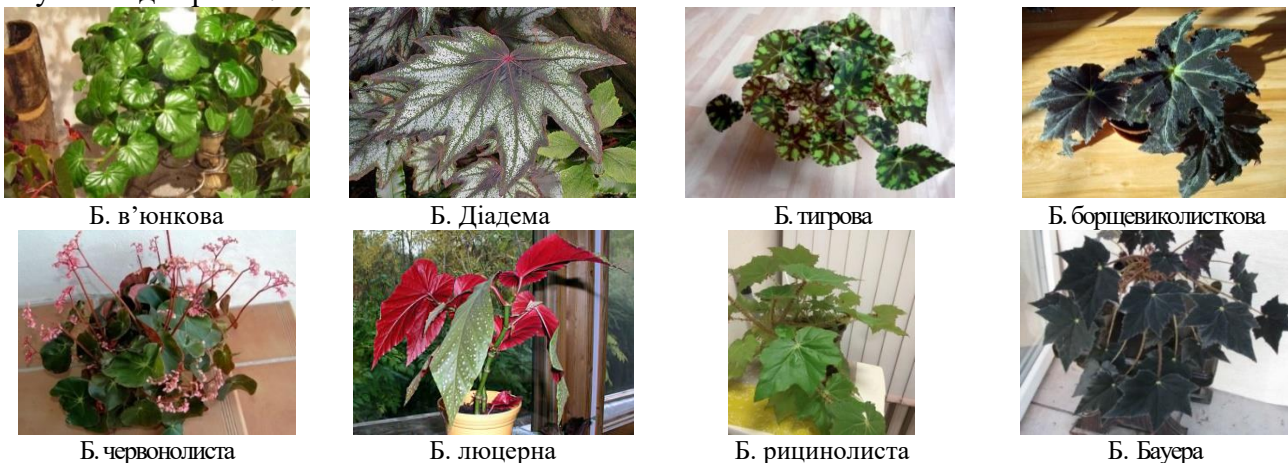 Б. в’юнкова
Б. Діадема
Б. тигрова
Б. борщевиколисткова
Б. червонолиста
Б. люцерна
Б. рицинолиста
Б. Бауера